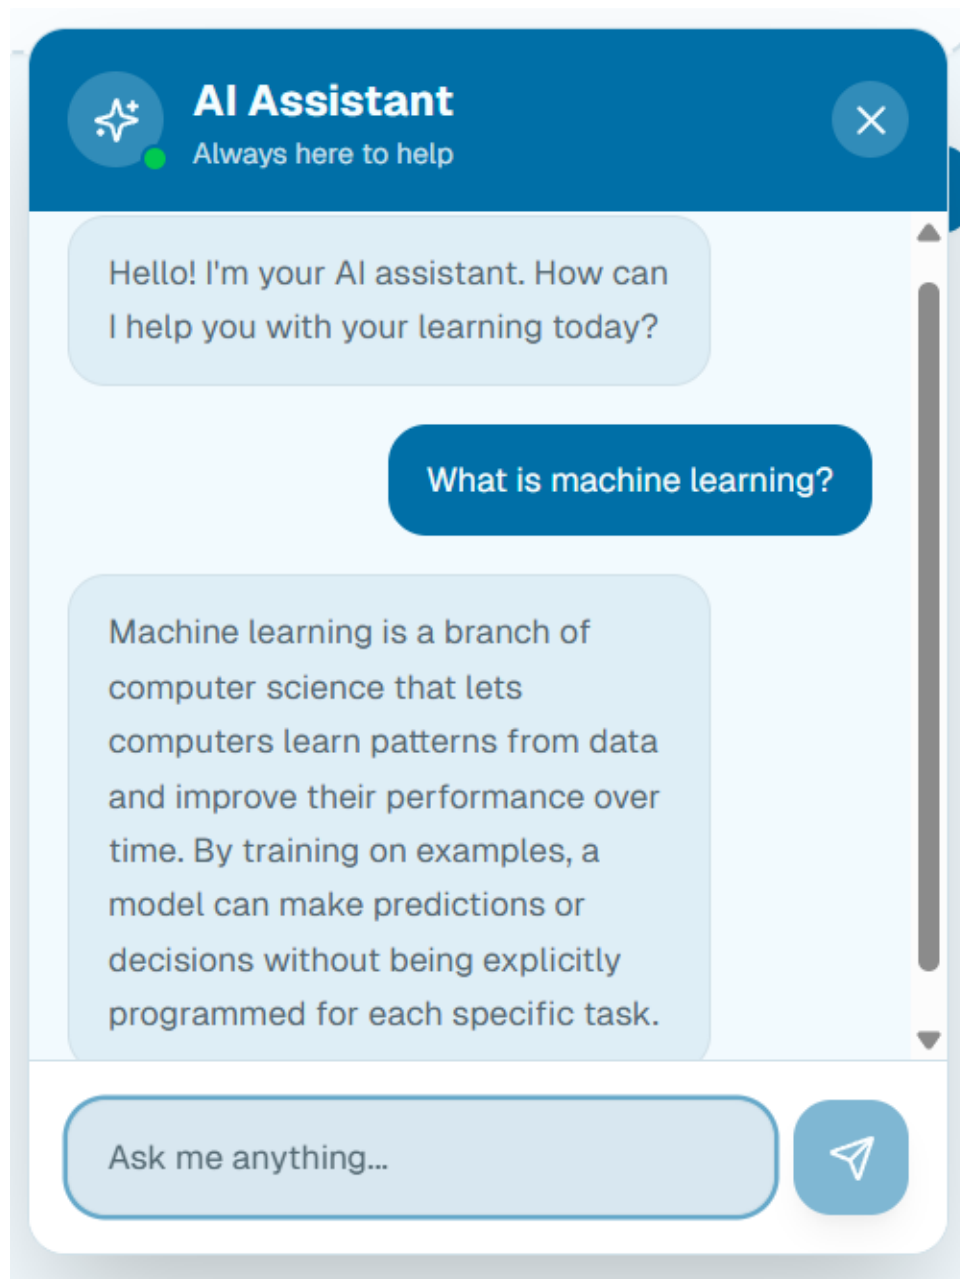 AI Assistant
Always here to help
Hello! I'm your AI assistant. How can
I help you with your learning today?
What is machine learning?
Machine learning is a branch of
computer science that lets
computers learn patterns from data
and improve their performance over
time. By training on examples, a
model can make predictions or
decisions without being explicitly
programmed for each specific task.
Ask me anything...